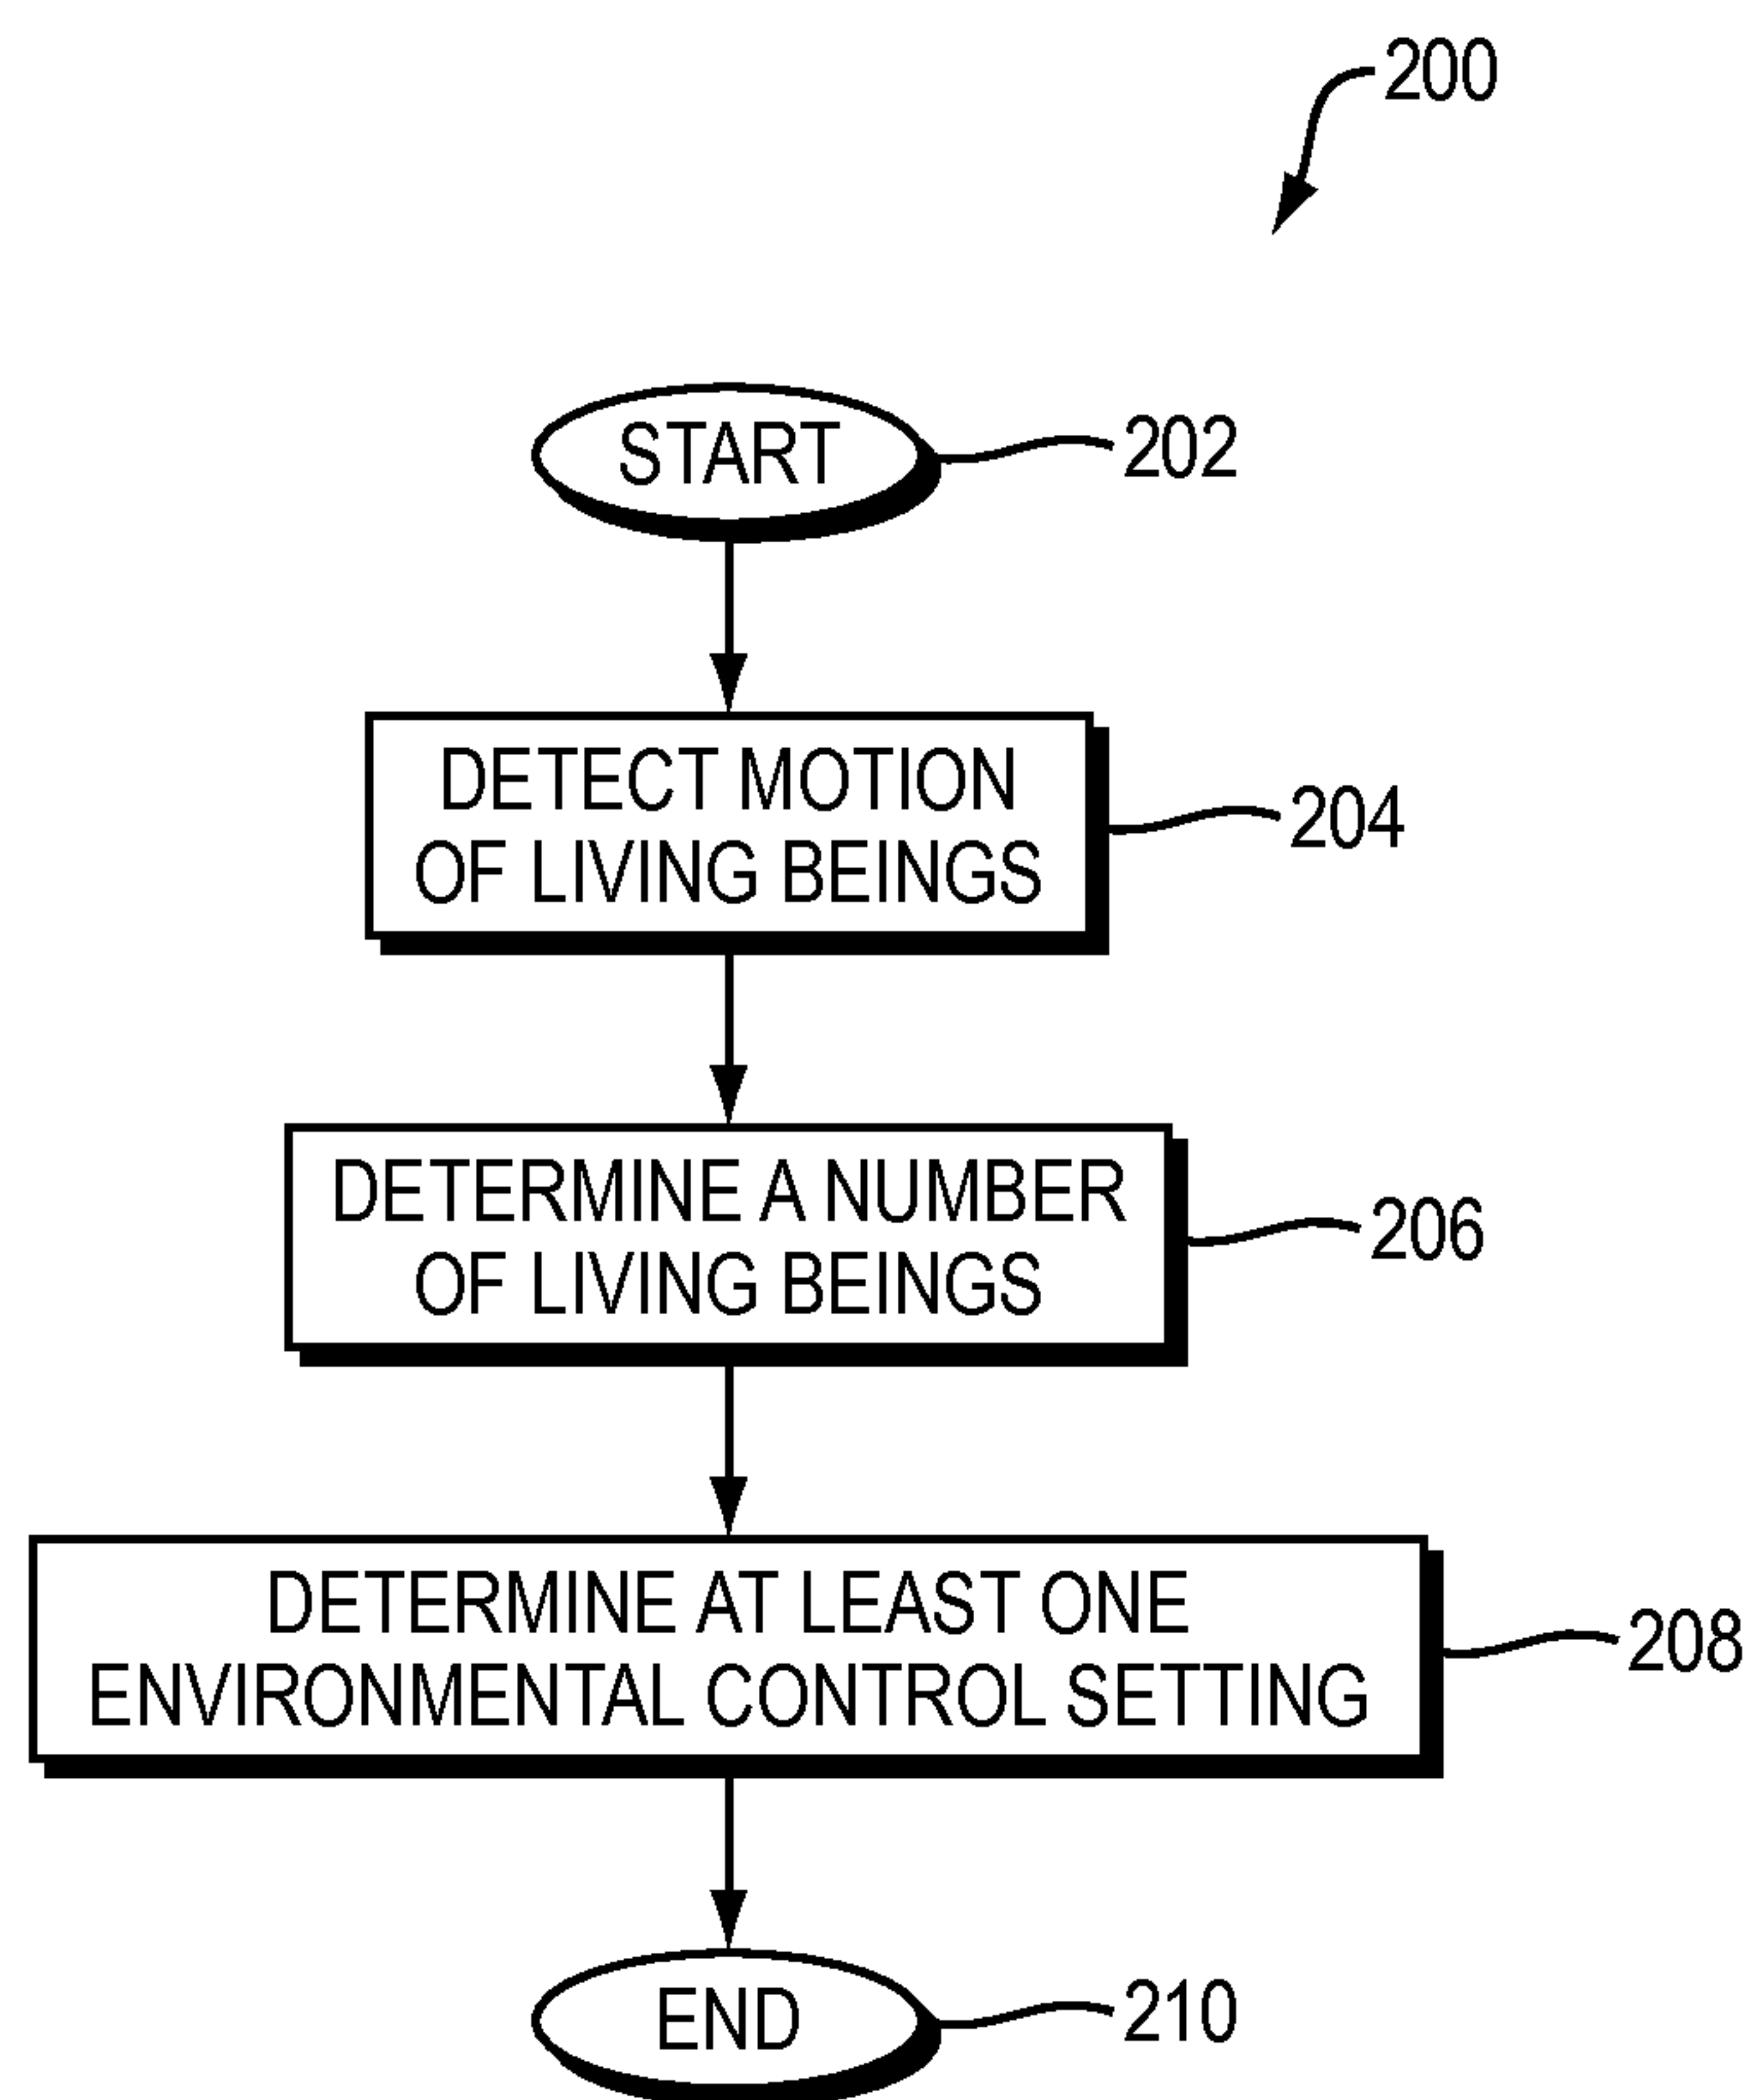 200
START
202
DETECT MOTION
OF LIVING BEINGS
204
DETERMINE A NUMBER
OF LIVING BEINGS
206
DETERMINE AT LEAST ONE
ENVIRONMENTAL CONTROL SETTING
208
END
210